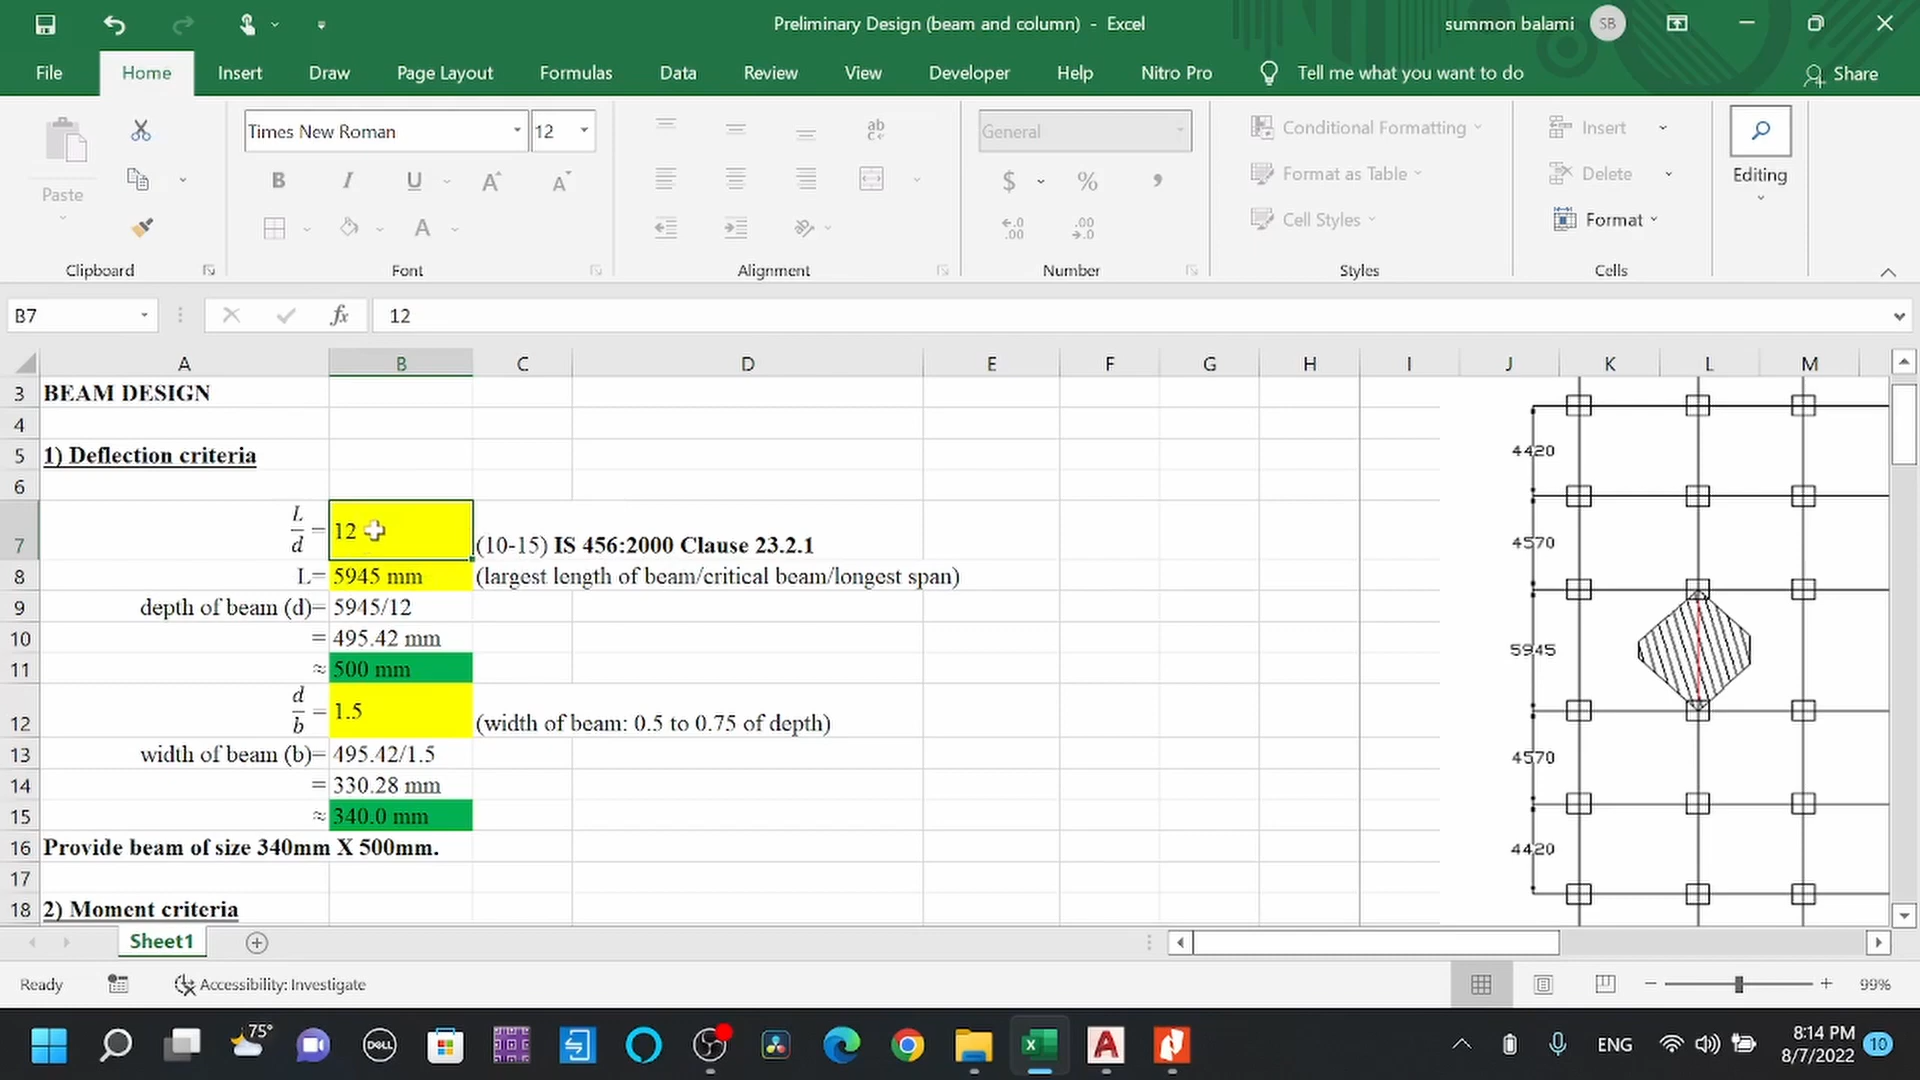 Preliminary Design (beam and column) - Excel
summon balami
SB
File Home Insert Draw Page Layout Formulas Data Review View Developer Help Nitro Pro Tell me what you want to do Share
Paste
Clipboard
Times New Roman 12
B I U A A
A
Font
ab
Alignment
General
$ % ,
.00
.00
Number
Conditional Formatting
Format as Table
Cell Styles
Styles
Insert
Delete
Format
Cells
Editing
B7 fx 12
A B C D E F G H I J K L M
3 BEAM DESIGN
4
5 1) Deflection criteria
6
7 L/d = 12 (10-15) IS 456:2000 Clause 23.2.1
8 L= 5945 mm (largest length of beam/critical beam/longest span)
9 depth of beam (d)= 5945/12
10 = 495.42 mm
11 ≈ 500 mm
12 d/b = 1.5 (width of beam: 0.5 to 0.75 of depth)
13 width of beam (b)= 495.42/1.5
14 = 330.28 mm
15 ≈ 340.0 mm
16 Provide beam of size 340mm X 500mm.
17
18 2) Moment criteria
4420
4570
5945
4570
4420
Sheet1
Ready Accessibility: Investigate 99%
75°
DELL
ENG
8:14 PM
8/7/2022
10